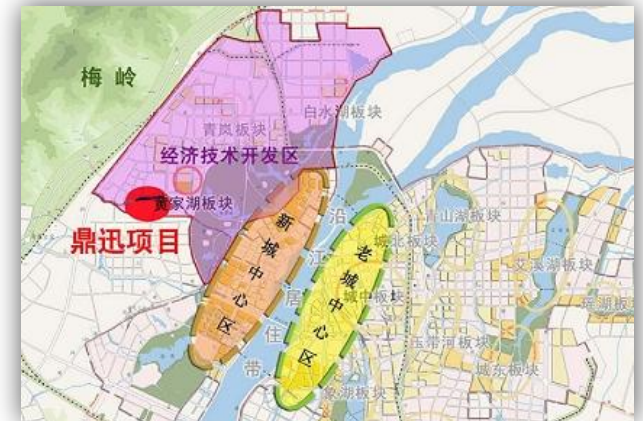 梅岭
白水湖板块
青岚板块
经济技术开发区
黄家湖板块
鼎迅项目
新城中心区
沿江居住带
老城中心区
青山湖板块
城北板块
艾溪湖板块
城中板块
瑶湖板
玉带河板块
城东板块
象湖板块